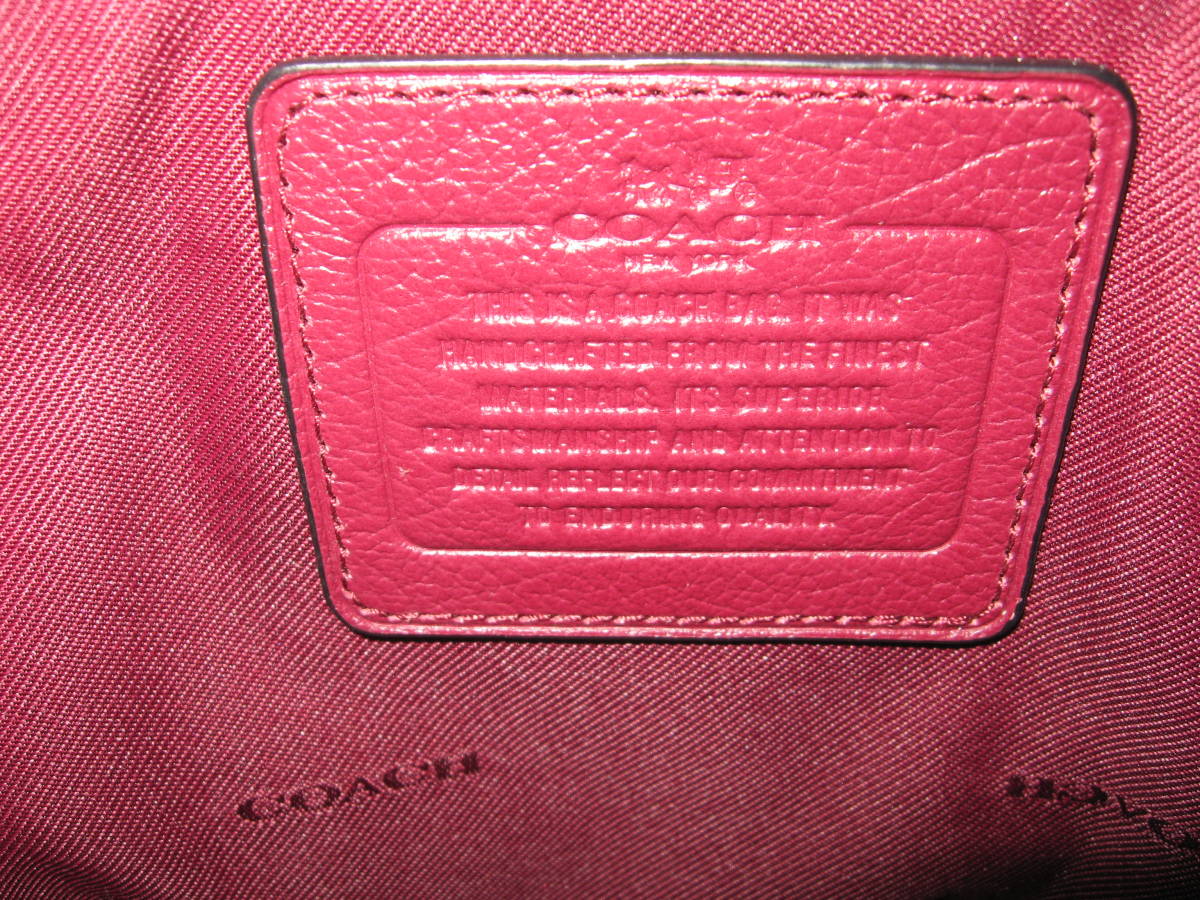 COACH
NEW YORK
THIS IS A COACH BAG. IT WAS
HANDCRAFTED FROM THE FINEST
MATERIALS. ITS SUPERIOR
CRAFTSMANSHIP AND ATTENTION TO
DETAIL REFLECT OUR COMMITMENT
TO ENDURING QUALITY.
COACH
COACH